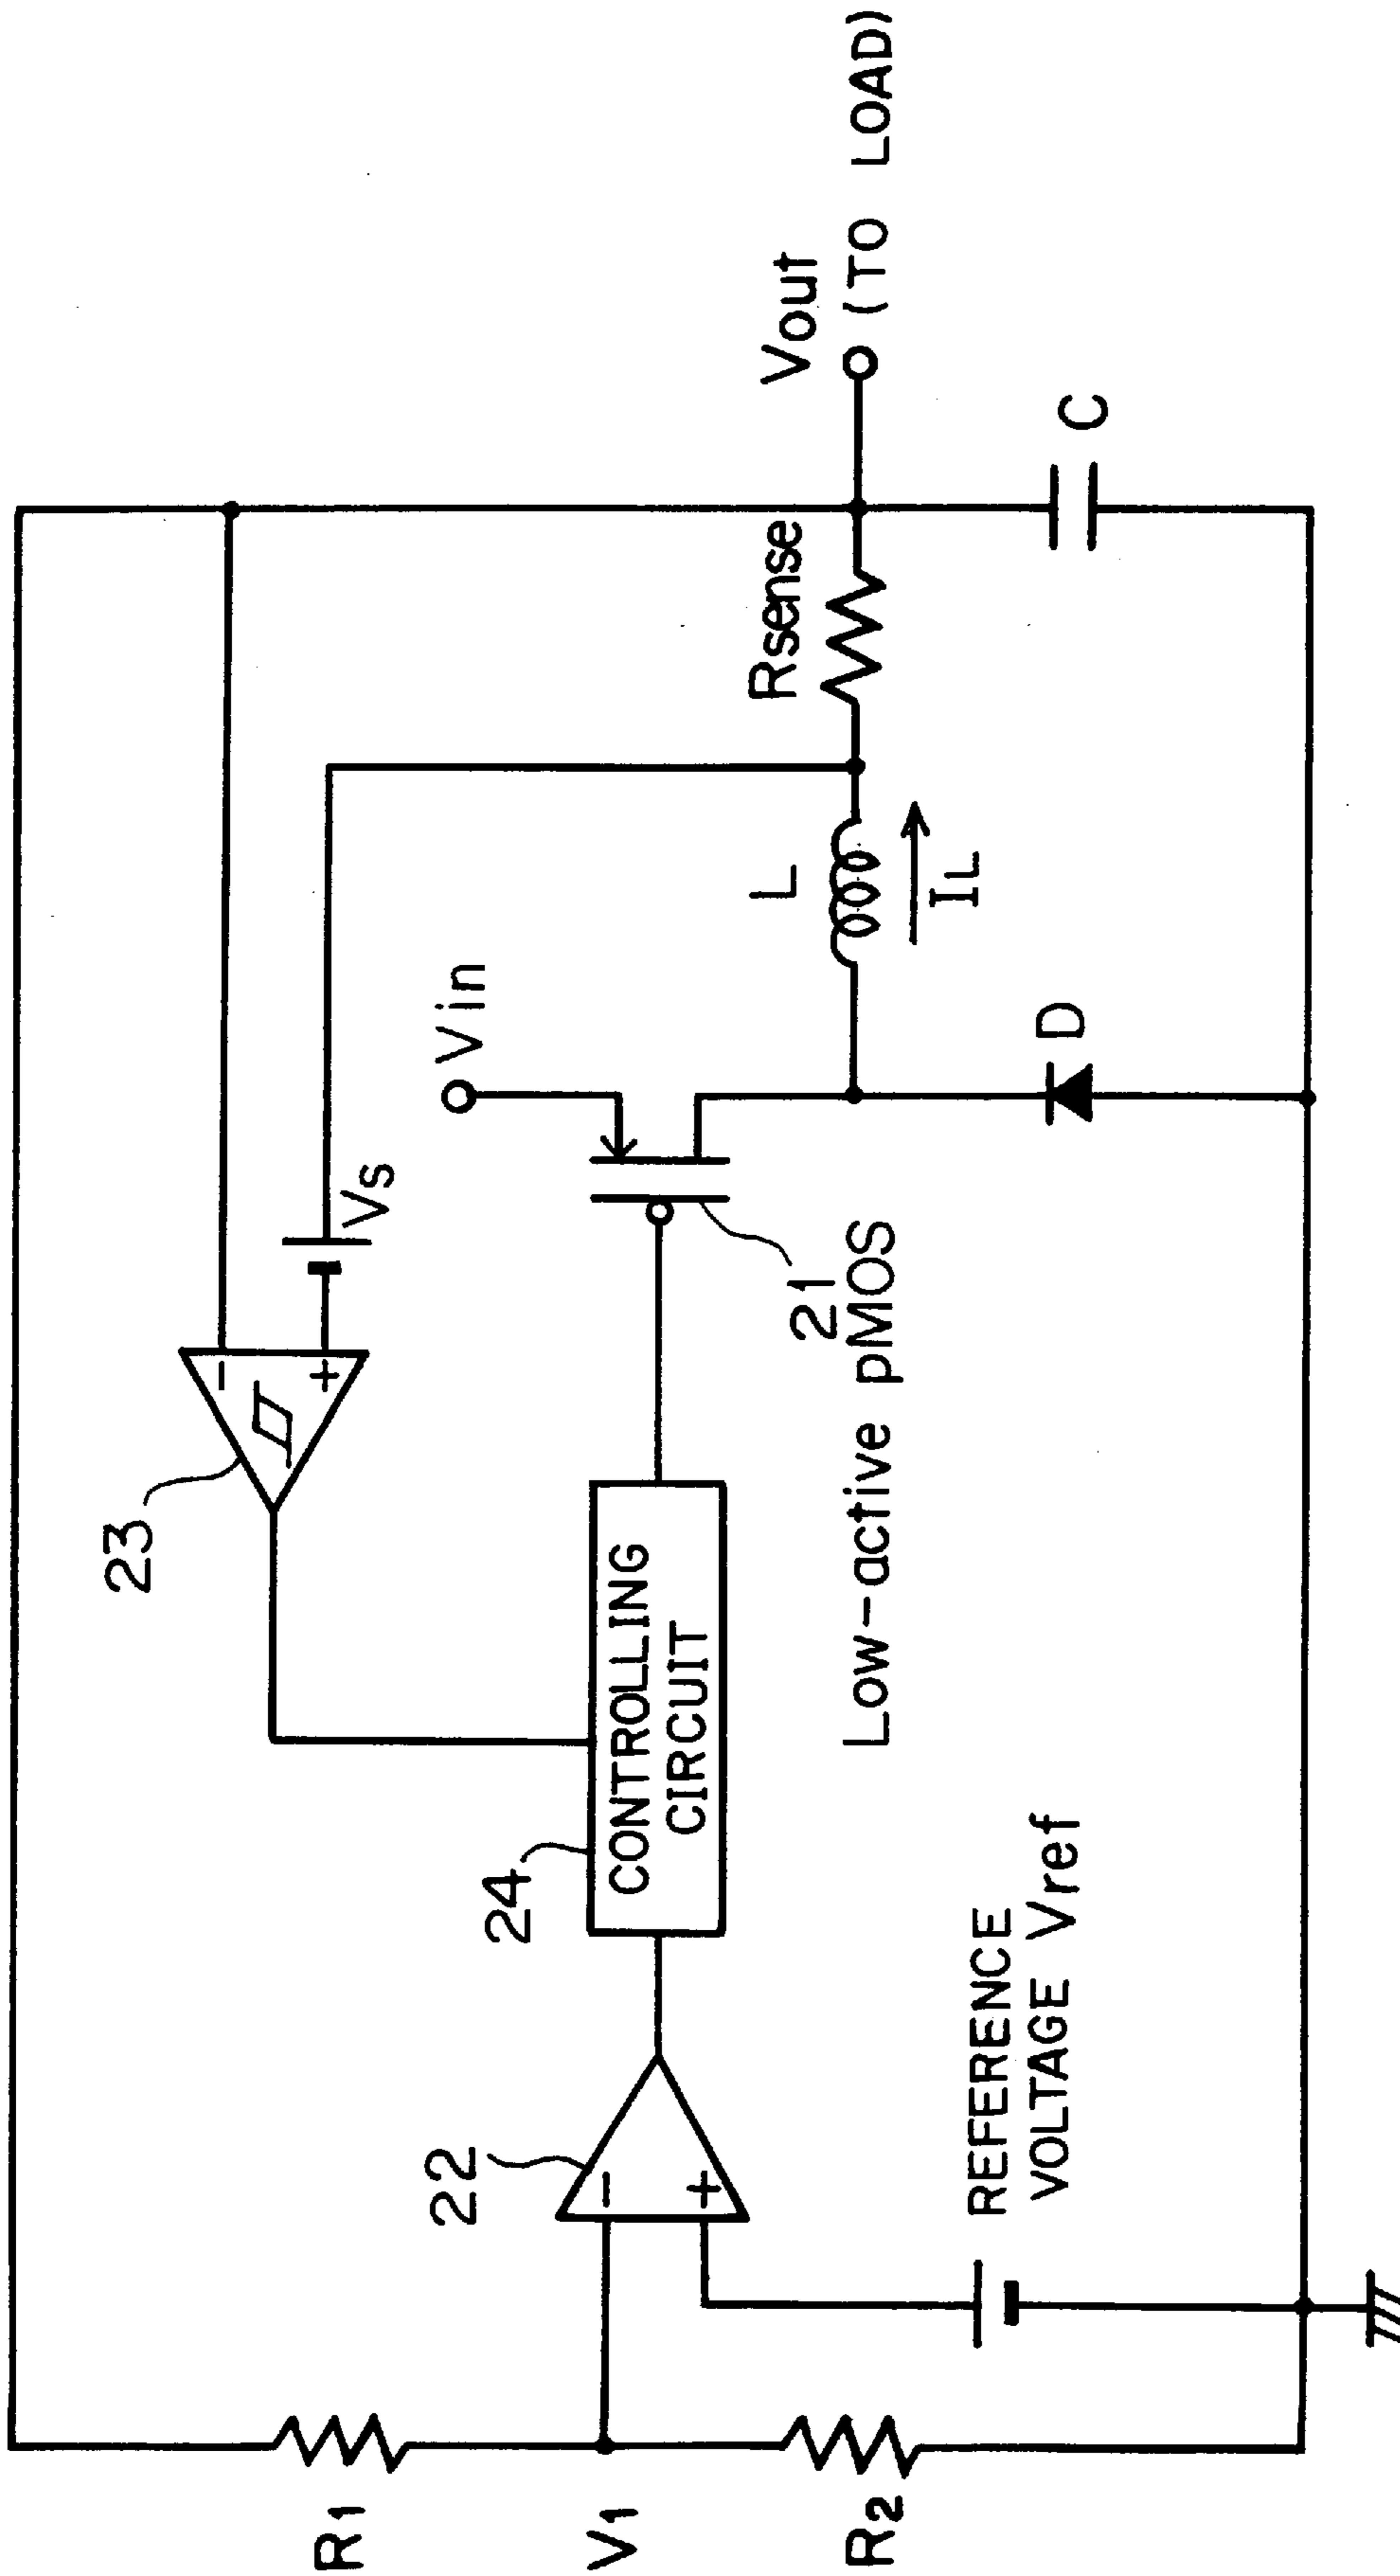 R1
V1
R2
22
−
+
REFERENCE
VOLTAGE Vref
24
CONTROLLING
CIRCUIT
23
−
+
Vs
Vin
21
Low-active pMOS
L
IL
D
Rsense
C
Vout
(TO LOAD)